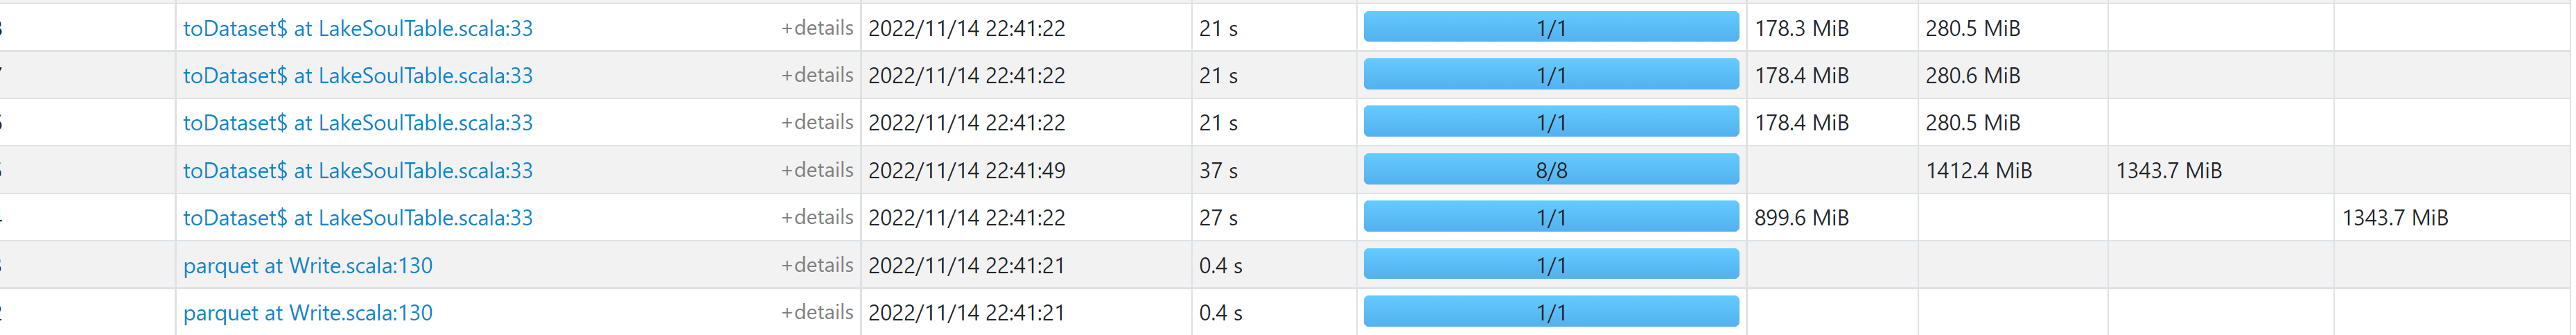 toDataset$ at LakeSoulTable.scala:33 +details 2022/11/14 22:41:22 21 s 1/1 178.3 MiB 280.5 MiB
toDataset$ at LakeSoulTable.scala:33 +details 2022/11/14 22:41:22 21 s 1/1 178.4 MiB 280.6 MiB
toDataset$ at LakeSoulTable.scala:33 +details 2022/11/14 22:41:22 21 s 1/1 178.4 MiB 280.5 MiB
toDataset$ at LakeSoulTable.scala:33 +details 2022/11/14 22:41:49 37 s 8/8 1412.4 MiB 1343.7 MiB
toDataset$ at LakeSoulTable.scala:33 +details 2022/11/14 22:41:22 27 s 1/1 899.6 MiB 1343.7 MiB
parquet at Write.scala:130 +details 2022/11/14 22:41:21 0.4 s 1/1
parquet at Write.scala:130 +details 2022/11/14 22:41:21 0.4 s 1/1